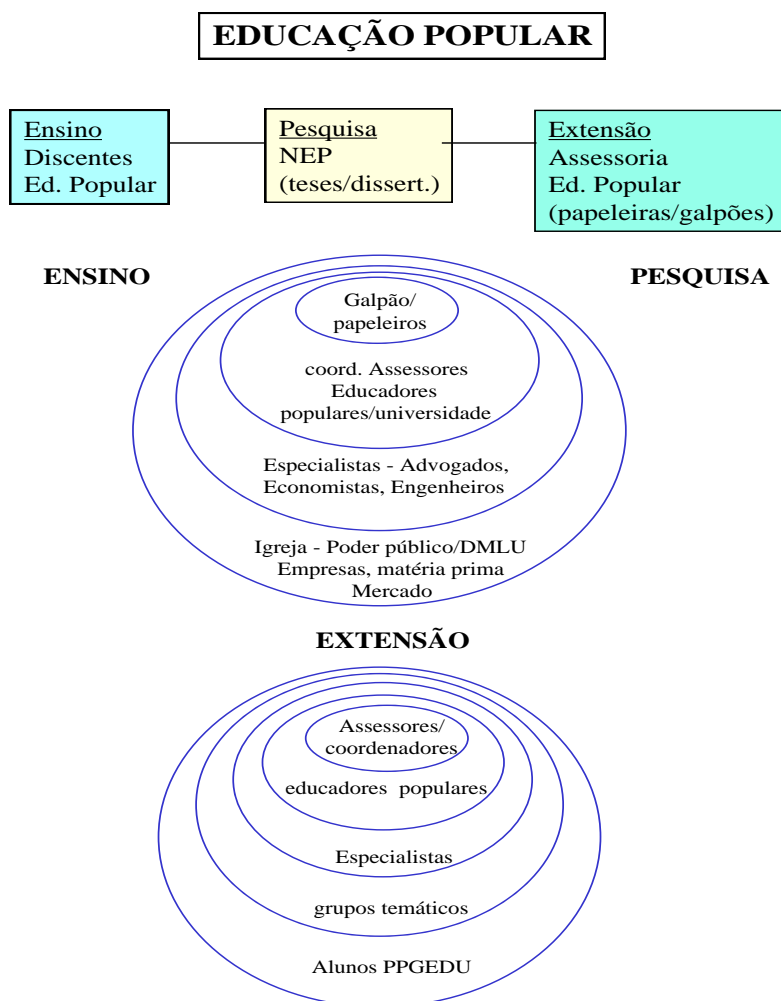 EDUCAÇÃO POPULAR
Ensino
Discentes
Ed. Popular
Pesquisa
NEP
(teses/dissert.)
Extensão
Assessoria
Ed. Popular
(papeleiras/galpões)
ENSINO
PESQUISA
Galpão/
papeleiros
coord. Assessores
Educadores
populares/universidade
Especialistas - Advogados,
Economistas, Engenheiros
Igreja - Poder público/DMLU
Empresas, matéria prima
Mercado
EXTENSÃO
Assessores/
coordenadores
educadores populares
Especialistas
grupos temáticos
Alunos PPGEDU